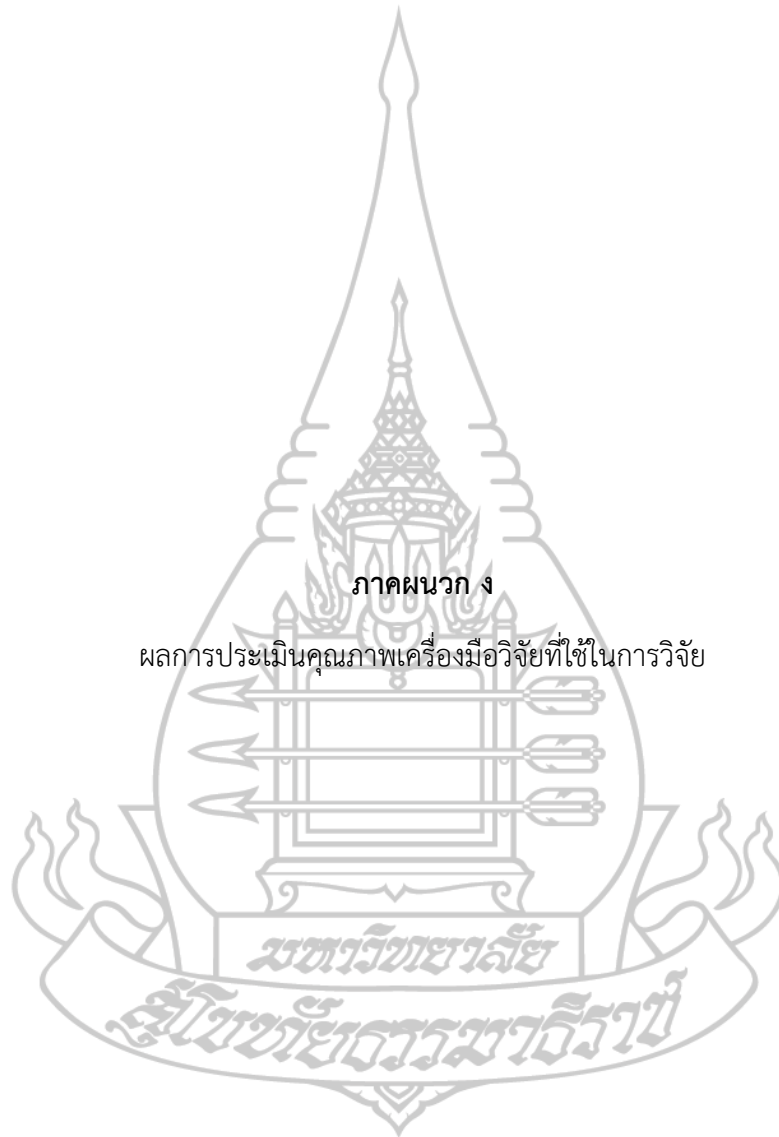 ภาคผนวก ง
ผลการประเมินคุณภาพเครื่องมือวิจัยที่ใช้ในการวิจัย
มหาวิทยาลัย
สุโขทัยธรรมาธิราช